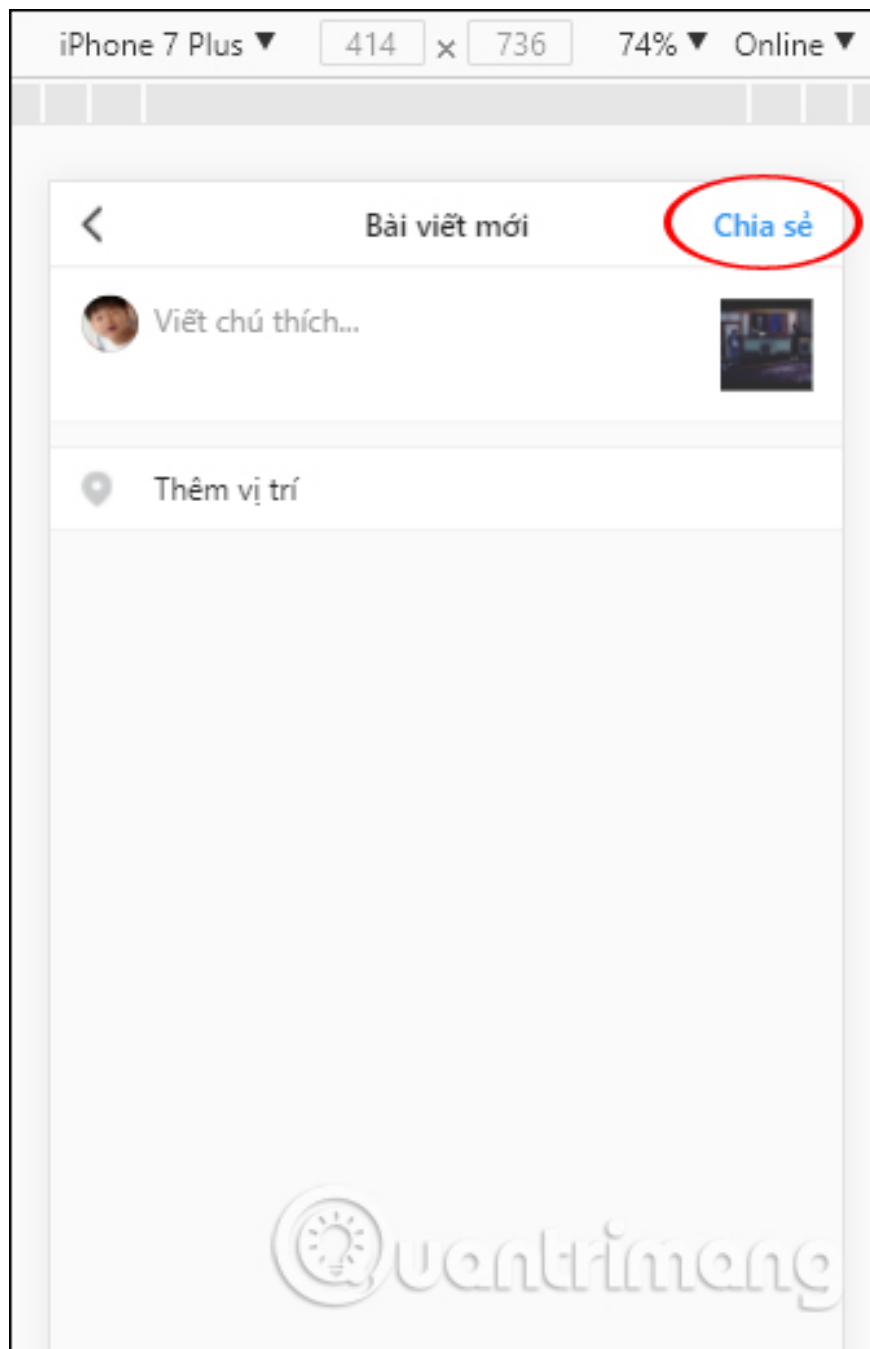 iPhone 7 Plus ▼ 414 × 736 74% ▼ Online ▼
Bài viết mới Chia sẻ
Viết chú thích...
Thêm vị trí
Quantrimang